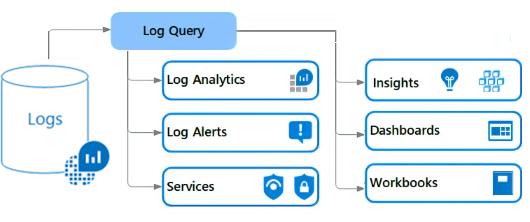 Log Query
Logs
Log Analytics
Log Alerts
Services
Insights
Dashboards
Workbooks